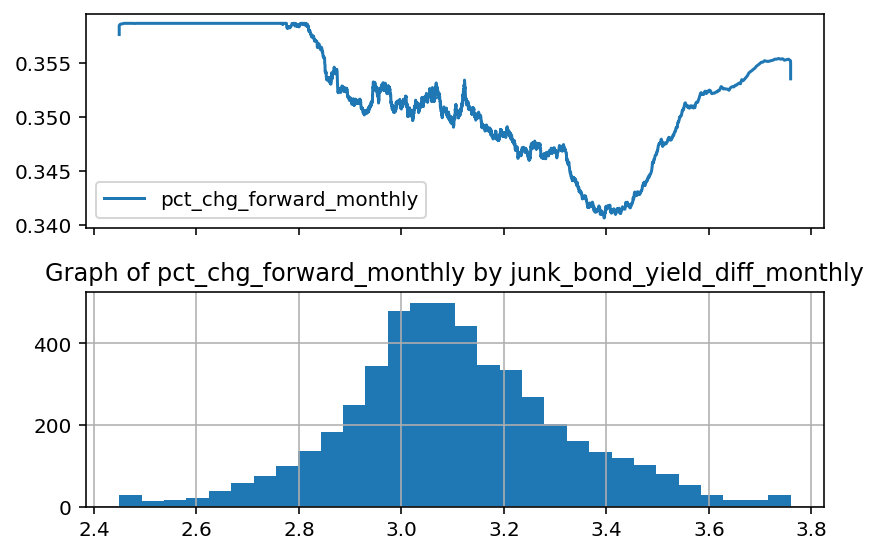 0.355
0.350
0.345
0.340
pct_chg_forward_monthly
Graph of pct_chg_forward_monthly by junk_bond_yield_diff_monthly
400
200
0
2.4 2.6 2.8 3.0 3.2 3.4 3.6 3.8